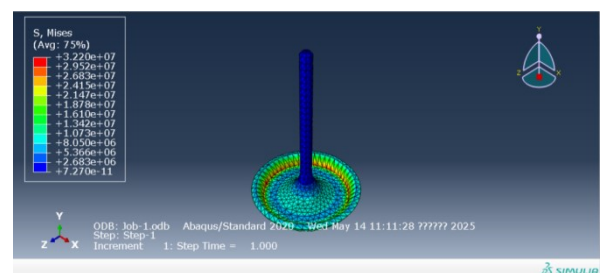 S, Mises
(Avg: 75%)
+3.220e+07
+2.952e+07
+2.683e+07
+2.415e+07
+2.147e+07
+1.878e+07
+1.610e+07
+1.342e+07
+1.073e+07
+8.050e+06
+5.366e+06
+2.683e+06
+7.270e-11
Y
Z
X
Y
Z
X
ODB: Job-1.odb Abaqus/Standard 2020 Wed May 14 11:11:28 ?????? 2025
Step: Step-1
Increment 1: Step Time = 1.000
SIMULIA